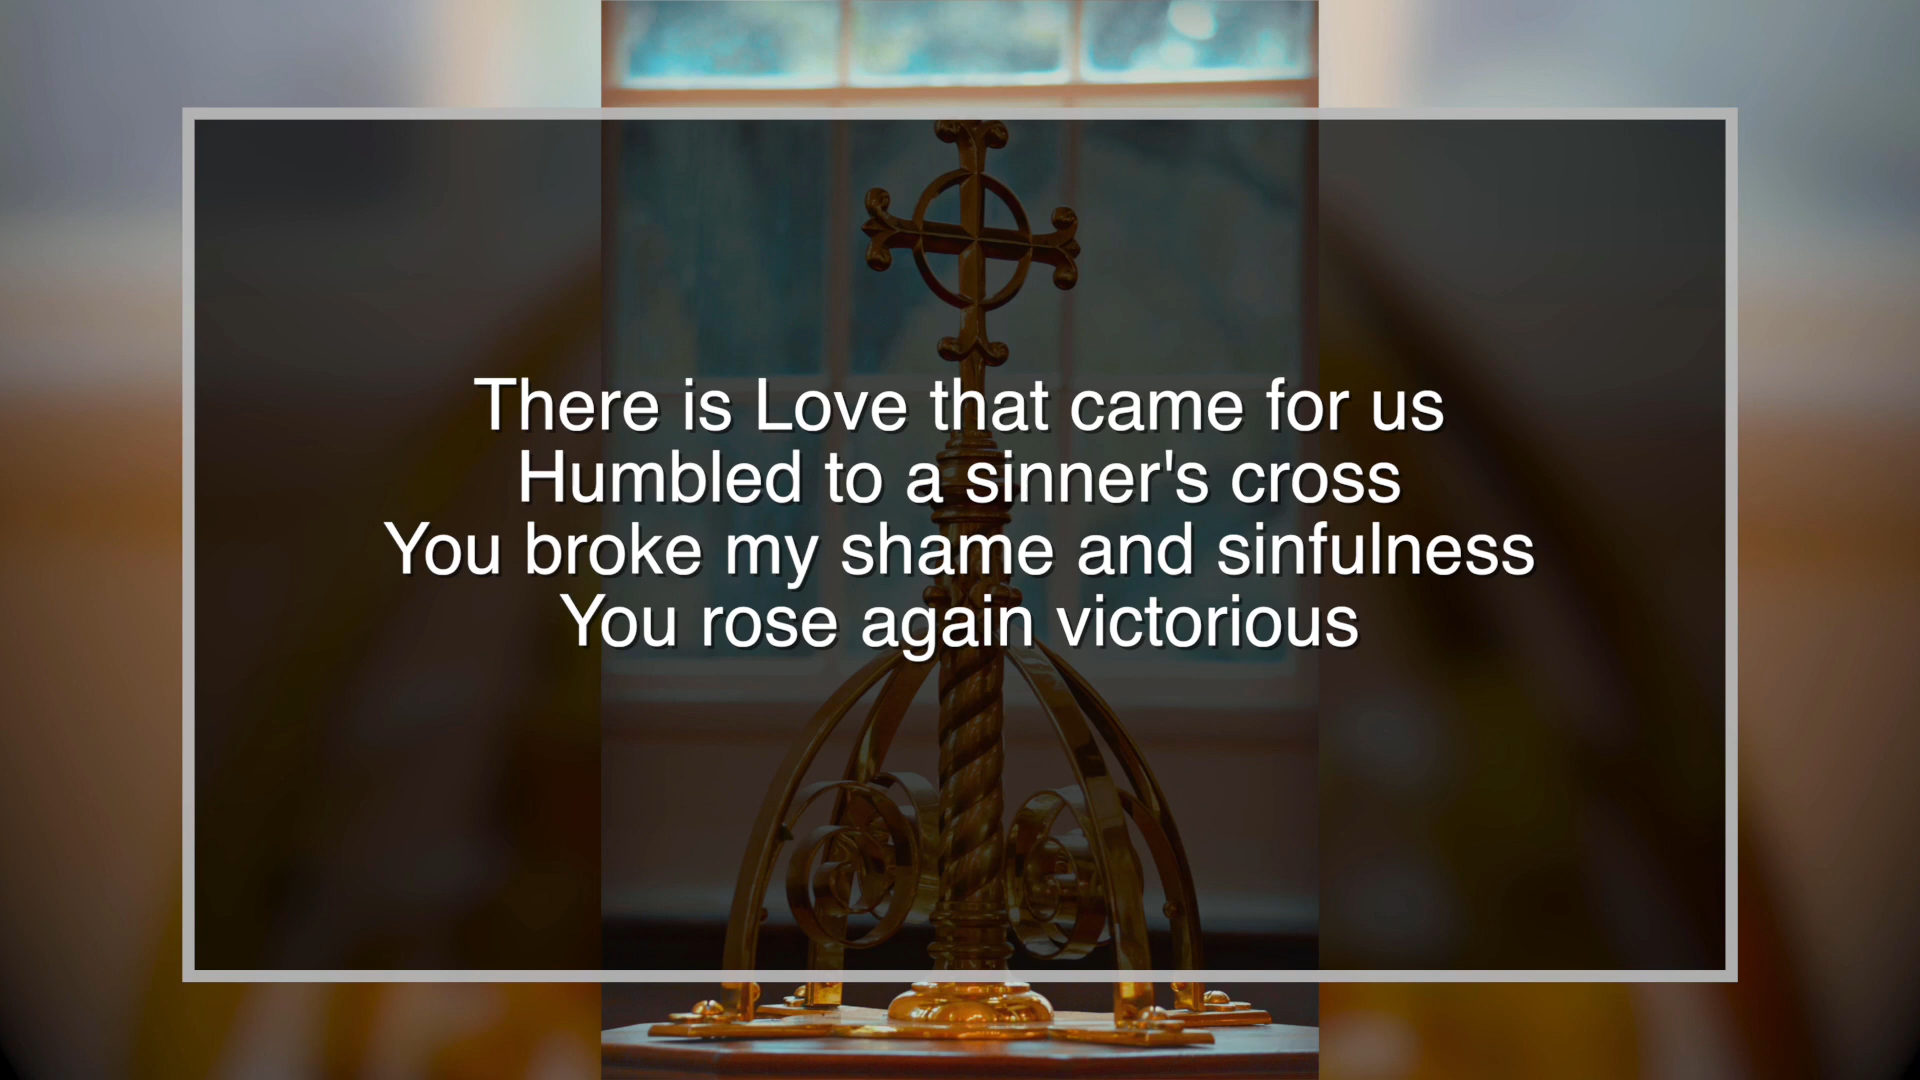 There is Love that came for us
Humbled to a sinner's cross
You broke my shame and sinfulness
You rose again victorious